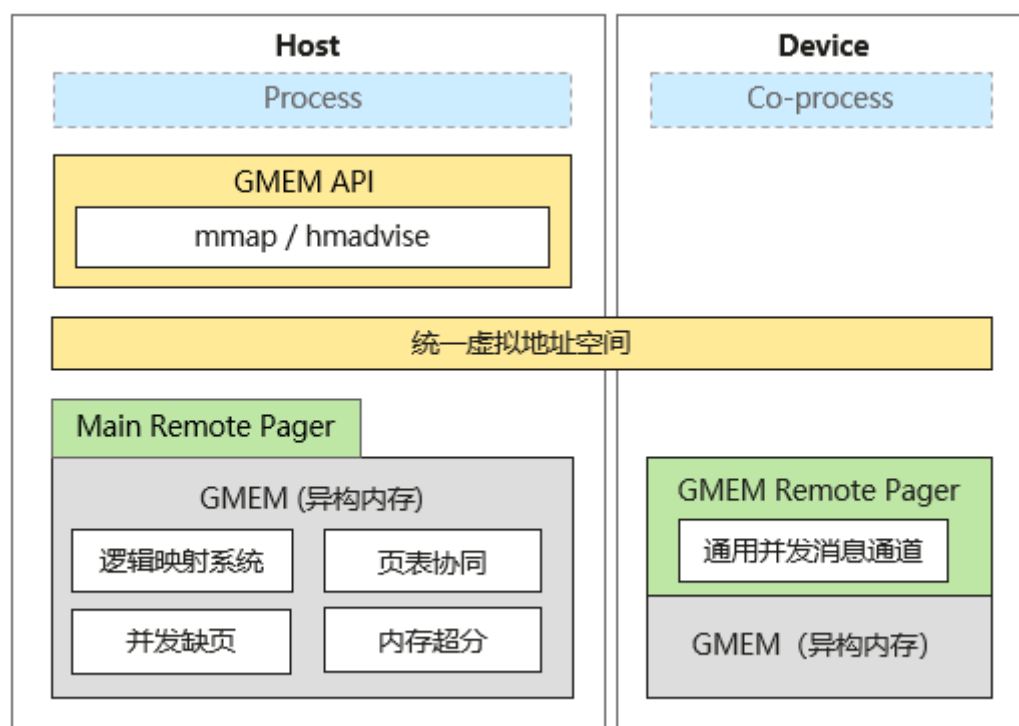 Host
Process
GMEM API
mmap / hmadvise
Device
Co-process
统一虚拟地址空间
Main Remote Pager
GMEM (异构内存)
逻辑映射系统
页表协同
并发缺页
内存超分
GMEM Remote Pager
通用并发消息通道
GMEM（异构内存）